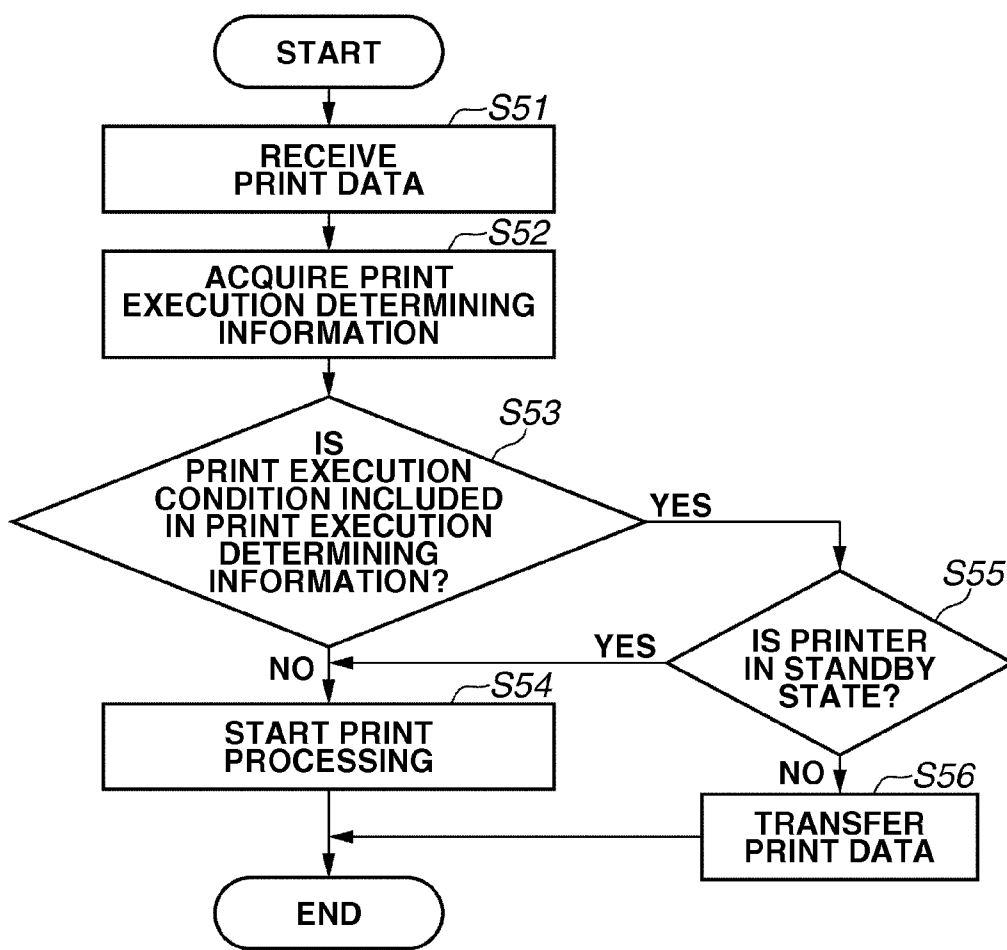 START
S51
RECEIVE
PRINT DATA
S52
ACQUIRE PRINT
EXECUTION DETERMINING
INFORMATION
S53
IS
PRINT EXECUTION
CONDITION INCLUDED
IN PRINT EXECUTION
DETERMINING
INFORMATION?
YES
S55
IS PRINTER
IN STANDBY
STATE?
YES
NO
S54
START PRINT
PROCESSING
NO
S56
TRANSFER
PRINT DATA
END